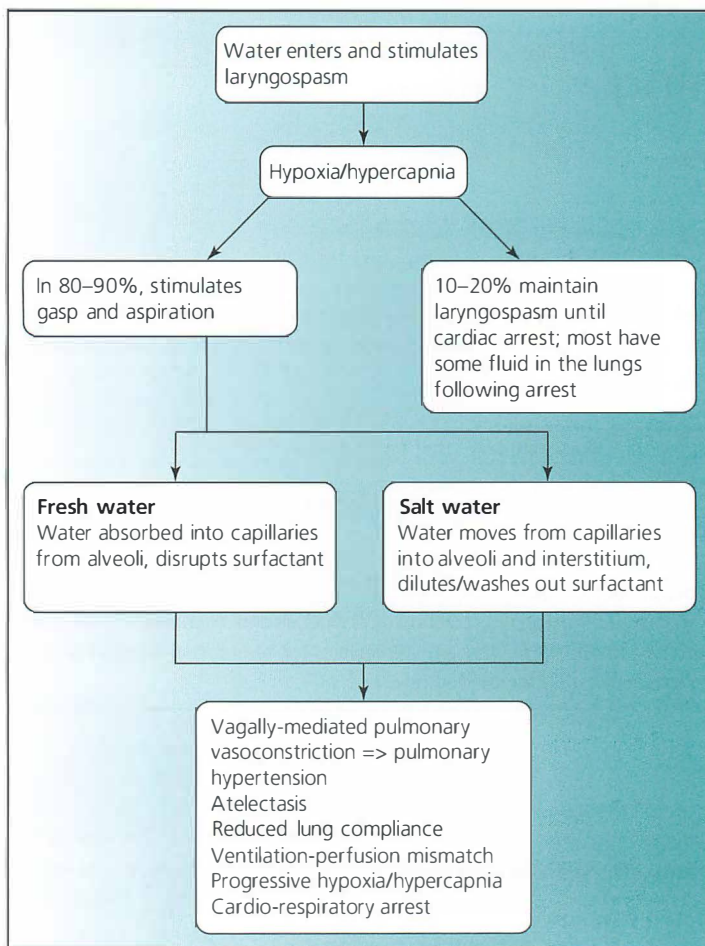 Water enters and stimulates
laryngospasm
Hypoxia/hypercapnia
In 80–90%, stimulates
gasp and aspiration
10–20% maintain
laryngospasm until
cardiac arrest; most have
some fluid in the lungs
following arrest
Fresh water
Water absorbed into capillaries
from alveoli, disrupts surfactant
Salt water
Water moves from capillaries
into alveoli and interstitium,
dilutes/washes out surfactant
Vagally-mediated pulmonary
vasoconstriction => pulmonary
hypertension
Atelectasis
Reduced lung compliance
Ventilation-perfusion mismatch
Progressive hypoxia/hypercapnia
Cardio-respiratory arrest